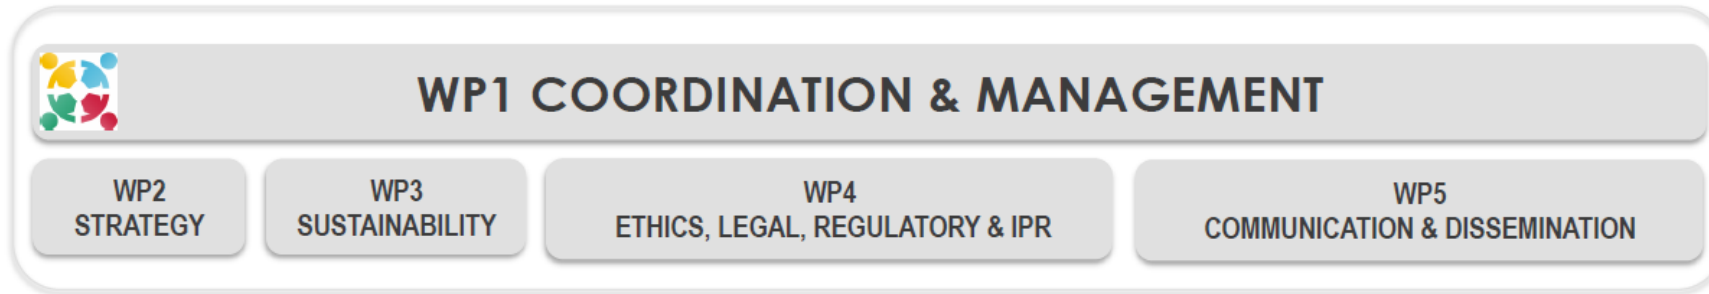 WP1 COORDINATION & MANAGEMENT
WP2
STRATEGY
WP3
SUSTAINABILITY
WP4
ETHICS, LEGAL, REGULATORY & IPR
WP5
COMMUNICATION & DISSEMINATION